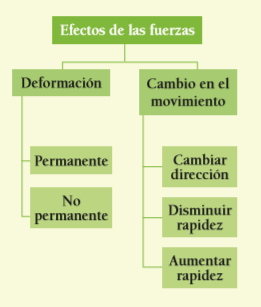 Efectos de las fuerzas
Deformación
Cambio en el
movimiento
Permanente
No
permanente
Cambiar
dirección
Disminuir
rapidez
Aumentar
rapidez